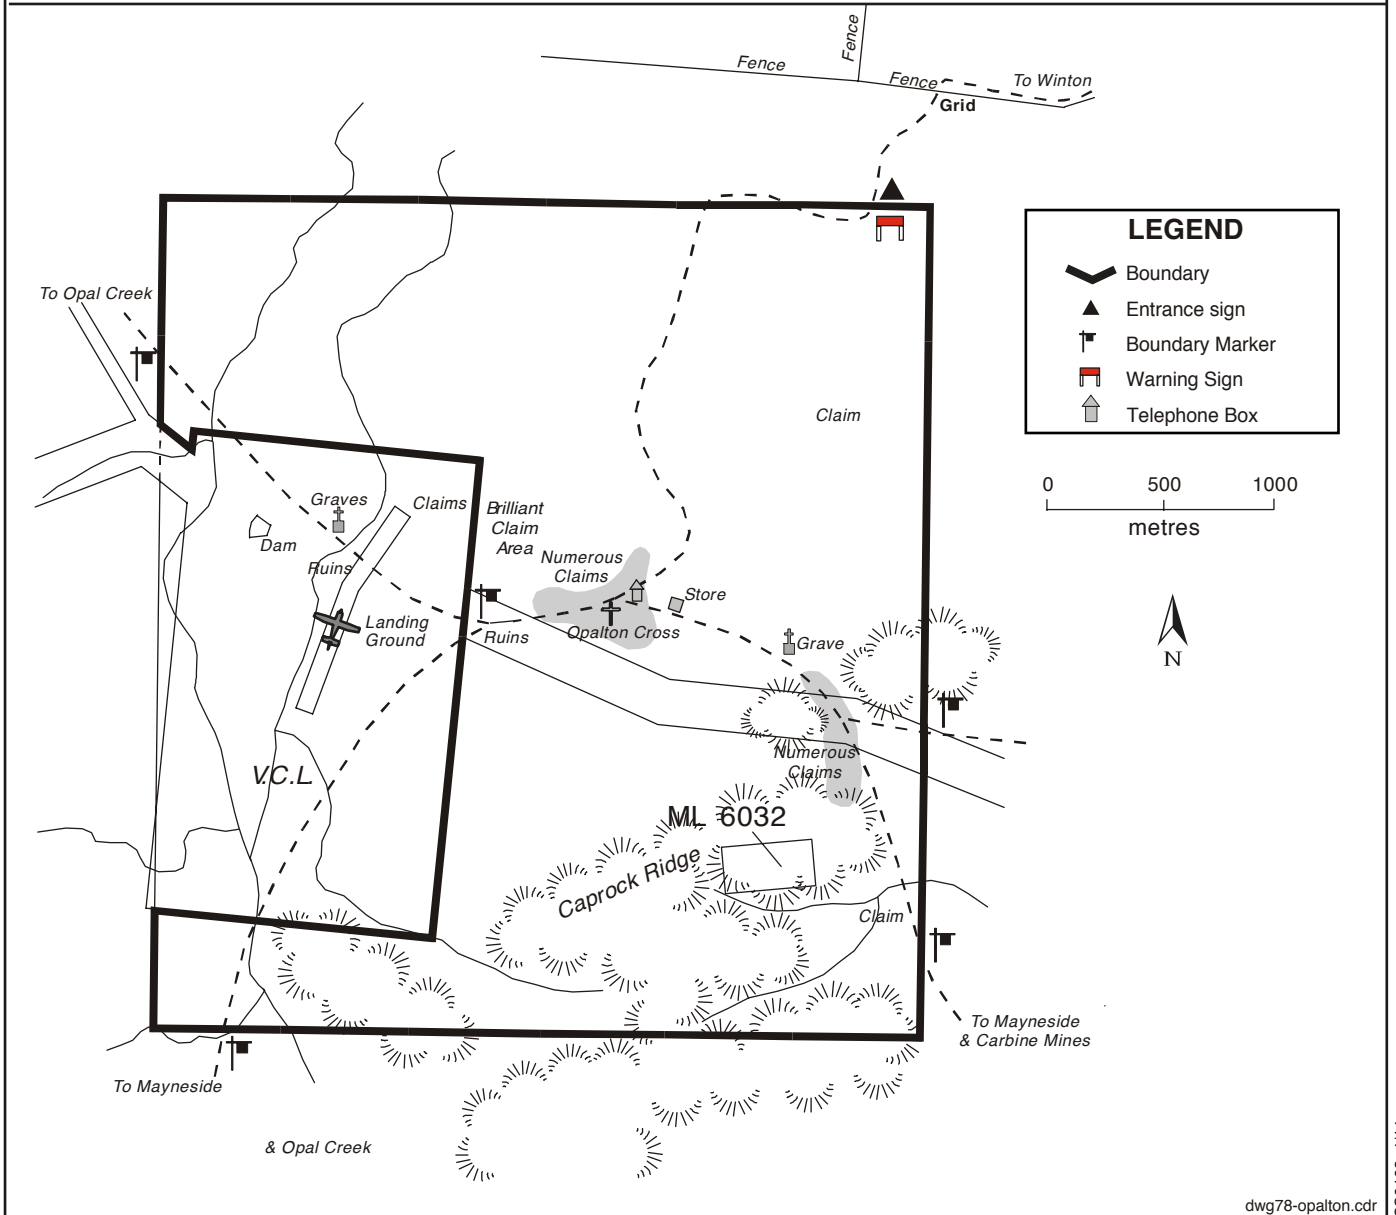 Fence
Fence
Fence
To Winton
Grid
LEGEND
Boundary
Entrance sign
Boundary Marker
Warning Sign
Telephone Box
To Opal Creek
Claim
0 500 1000
metres
N
Graves
Claims
Brilliant
Claim
Area
Dam
Ruins
Numerous
Claims
Store
Landing
Ground
Ruins
Opalton Cross
Grave
Numerous
Claims
V.C.L.
ML 6032
Caprock Ridge
Claim
To Mayneside
& Carbine Mines
To Mayneside
& Opal Creek
dwg78-opalton.cdr